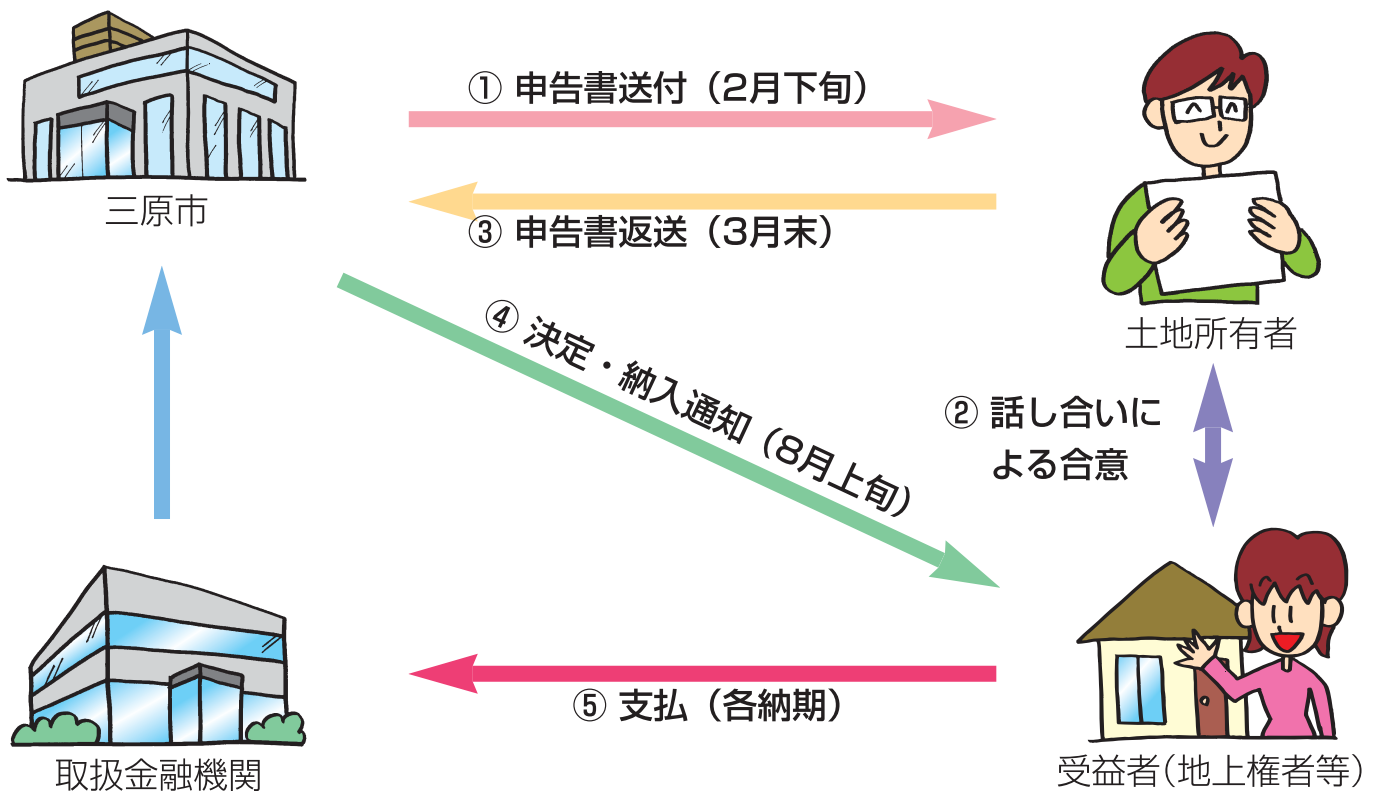 ① 申告書送付（2月下旬）
三原市
③ 申告書返送（3月末）
土地所有者
④ 決定・納入通知（8月上旬）
② 話し合いに
よる合意
⑤ 支払（各納期）
取扱金融機関
受益者（地上権者等）